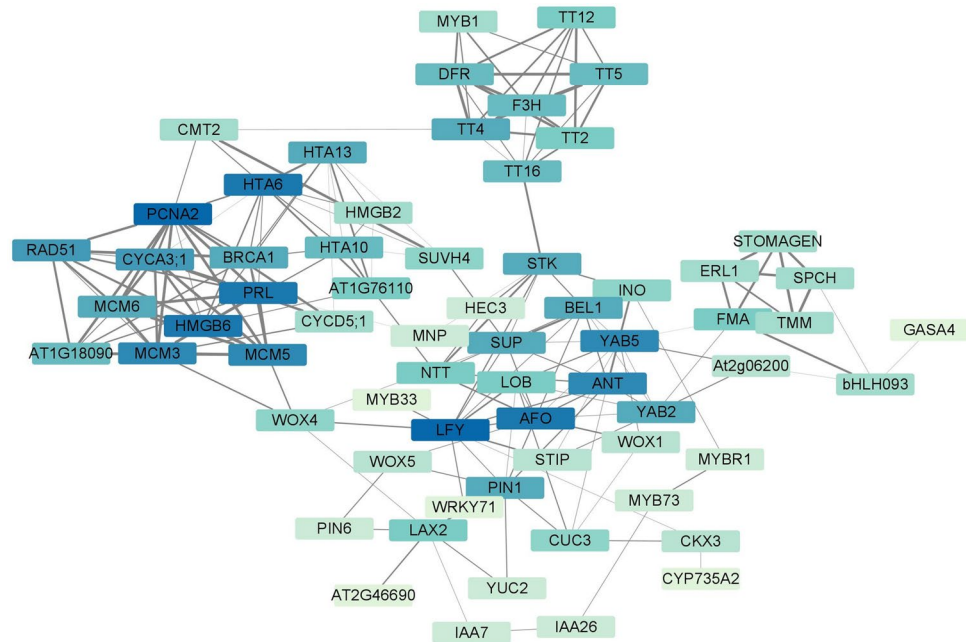 TT12
MYB1
DFR
TT5
F3H
TT4
TT2
CMT2
HTA13
TT16
HTA6
PCNA2
HMGB2
STOMAGEN
RAD51
CYCA3;1
BRCA1
HTA10
SUVH4
STK
ERL1
SPCH
PRL
AT1G76110
INO
MCM6
HEC3
BEL1
HMGB6
CYCD5;1
FMA
TMM
GASA4
MNP
SUP
YAB5
AT1G18090
MCM3
MCM5
NTT
LOB
ANT
At2g06200
bHLH093
MYB33
WOX4
LFY
AFO
YAB2
WOX1
WOX5
STIP
MYBR1
PIN1
MYB73
WRKY71
PIN6
LAX2
CUC3
CKX3
AT2G46690
YUC2
CYP735A2
IAA7
IAA26